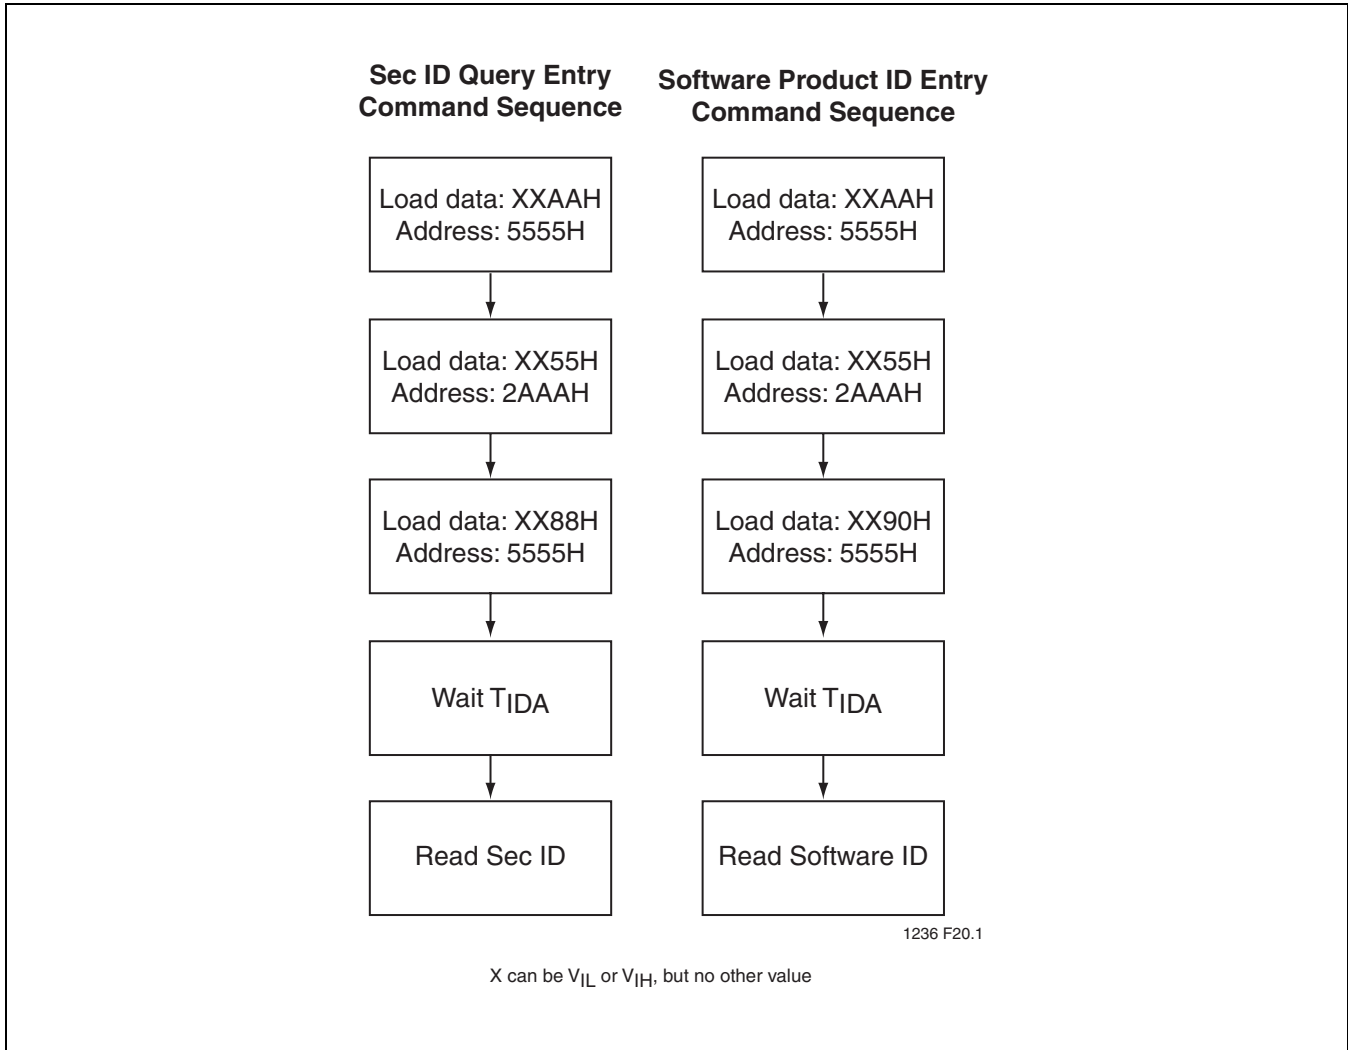 Sec ID Query Entry
Command Sequence
Load data: XXAAH
Address: 5555H
Load data: XX55H
Address: 2AAAH
Load data: XX88H
Address: 5555H
Wait TIDA
Read Sec ID
Software Product ID Entry
Command Sequence
Load data: XXAAH
Address: 5555H
Load data: XX55H
Address: 2AAAH
Load data: XX90H
Address: 5555H
Wait TIDA
Read Software ID
1236 F20.1
X can be VIL or VIH, but no other value